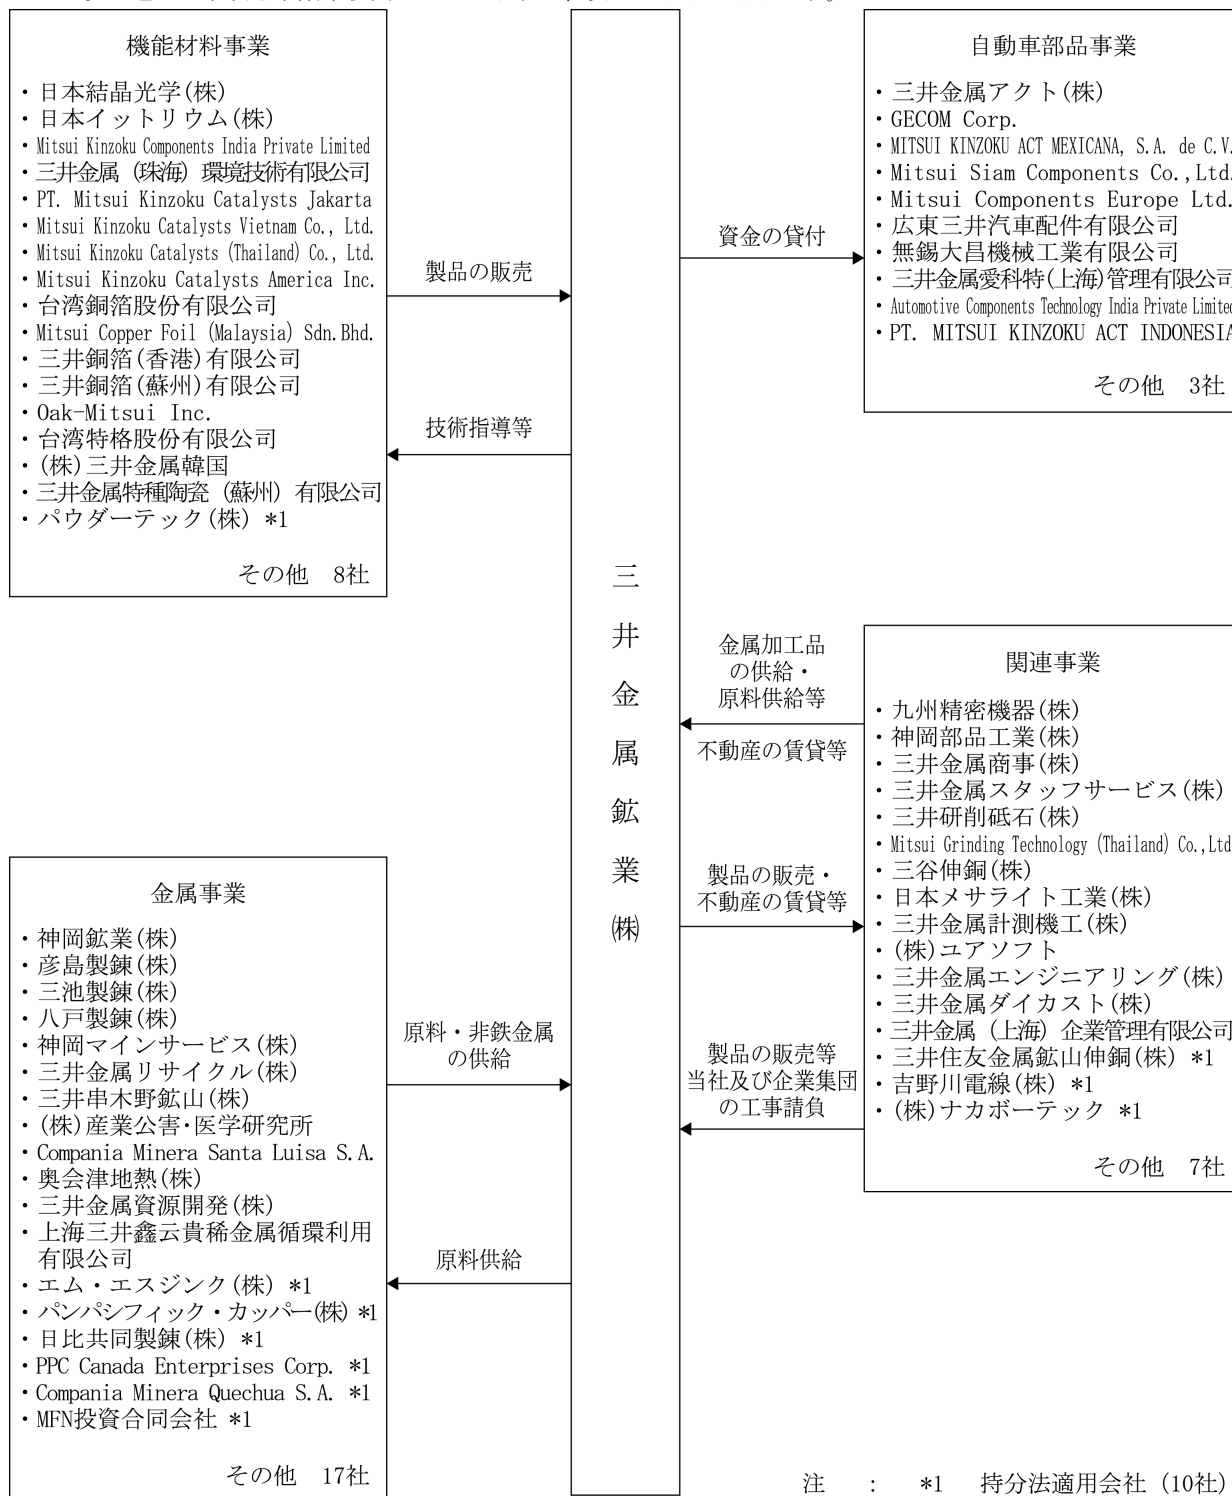 機能材料事業
・日本結晶光学(株)
・日本イットリウム(株)
・Mitsui Kinzoku Components India Private Limited
・三井金属（珠海）環境技術有限公司
・PT. Mitsui Kinzoku Catalysts Jakarta
・Mitsui Kinzoku Catalysts Vietnam Co., Ltd.
・Mitsui Kinzoku Catalysts (Thailand) Co., Ltd.
・Mitsui Kinzoku Catalysts America Inc.
・台湾銅箔股份有限公司
・Mitsui Copper Foil (Malaysia) Sdn.Bhd.
・三井銅箔(香港)有限公司
・三井銅箔(蘇州)有限公司
・Oak-Mitsui Inc.
・台湾特格股份有限公司
・(株)三井金属韓国
・三井金属特種陶瓷（蘇州）有限公司
・パウダーテック(株) *1
その他　8社
製品の販売
技術指導等
金属事業
・神岡鉱業(株)
・彦島製錬(株)
・三池製錬(株)
・八戸製錬(株)
・神岡マインサービス(株)
・三井金属リサイクル(株)
・三井串木野鉱山(株)
・(株)産業公害・医学研究所
・Compania Minera Santa Luisa S.A.
・奥会津地熱(株)
・三井金属資源開発(株)
・上海三井鑫云貴稀金属循環利用
有限公司
・エム・エスジンク(株) *1
・パンパシフィック・カッパー(株) *1
・日比共同製錬(株) *1
・PPC Canada Enterprises Corp. *1
・Compania Minera Quechua S.A. *1
・MFN投資合同会社 *1
その他　17社
原料・非鉄金属
の供給
原料供給
三井金属鉱業(株)
資金の貸付
自動車部品事業
・三井金属アクト(株)
・GECOM Corp.
・MITSUI KINZOKU ACT MEXICANA, S.A. de C.V.
・Mitsui Siam Components Co.,Ltd.
・Mitsui Components Europe Ltd.
・広東三井汽車配件有限公司
・無錫大昌機械工業有限公司
・三井金属愛科特(上海)管理有限公司
・Automotive Components Technology India Private Limited
・PT. MITSUI KINZOKU ACT INDONESIA
その他　3社
金属加工品
の供給・
原料供給等
不動産の賃貸等
製品の販売・
不動産の賃貸等
製品の販売等
当社及び企業集団
の工事請負
関連事業
・九州精密機器(株)
・神岡部品工業(株)
・三井金属商事(株)
・三井金属スタッフサービス(株)
・三井研削砥石(株)
・Mitsui Grinding Technology (Thailand) Co.,Ltd
・三谷伸銅(株)
・日本メサライト工業(株)
・三井金属計測機工(株)
・(株)ユアソフト
・三井金属エンジニアリング(株)
・三井金属ダイカスト(株)
・三井金属（上海）企業管理有限公司
・三井住友金属鉱山伸銅(株) *1
・吉野川電線(株) *1
・(株)ナカボーテック *1
その他　7社
注　：　*1　持分法適用会社 (10社)